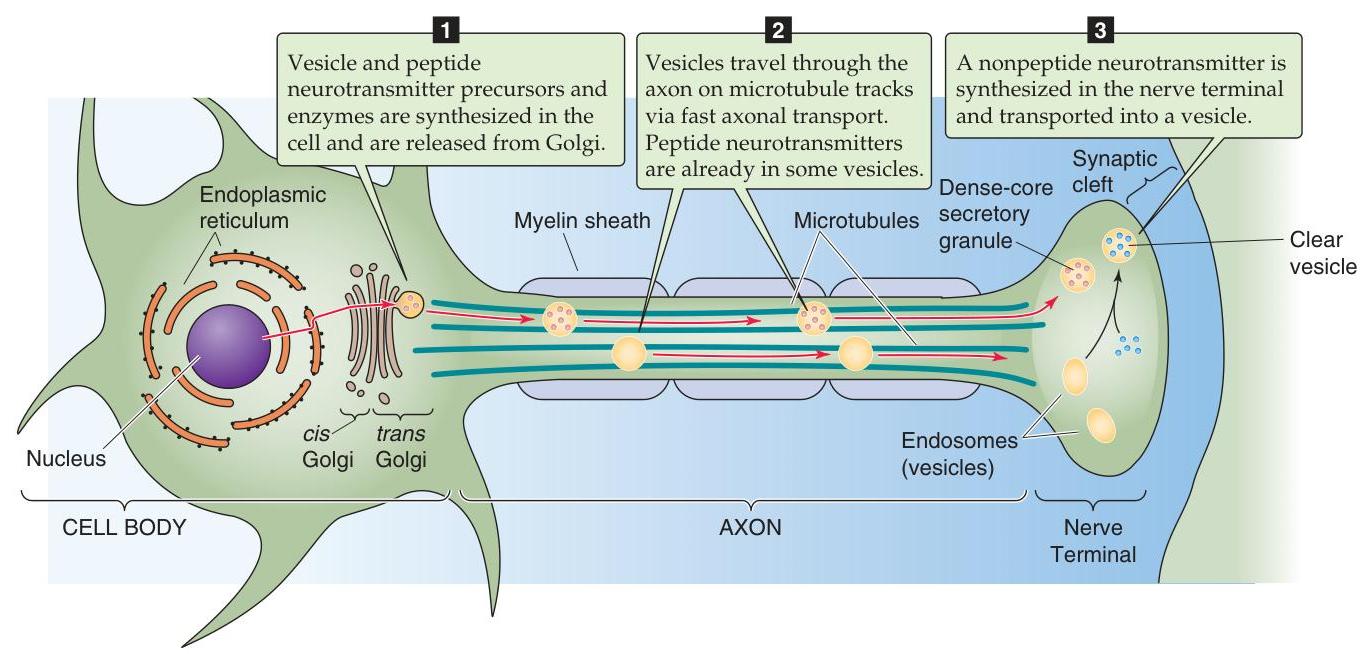 1
Vesicle and peptide
neurotransmitter precursors and
enzymes are synthesized in the
cell and are released from Golgi.
2
Vesicles travel through the
axon on microtubule tracks
via fast axonal transport.
Peptide neurotransmitters
are already in some vesicles.
3
A nonpeptide neurotransmitter is
synthesized in the nerve terminal
and transported into a vesicle.
Endoplasmic
reticulum
Myelin sheath
Microtubules
Dense-core
secretory
granule
Synaptic
cleft
Clear
vesicle
Nucleus
cis
Golgi
trans
Golgi
Endosomes
(vesicles)
CELL BODY
AXON
Nerve
Terminal